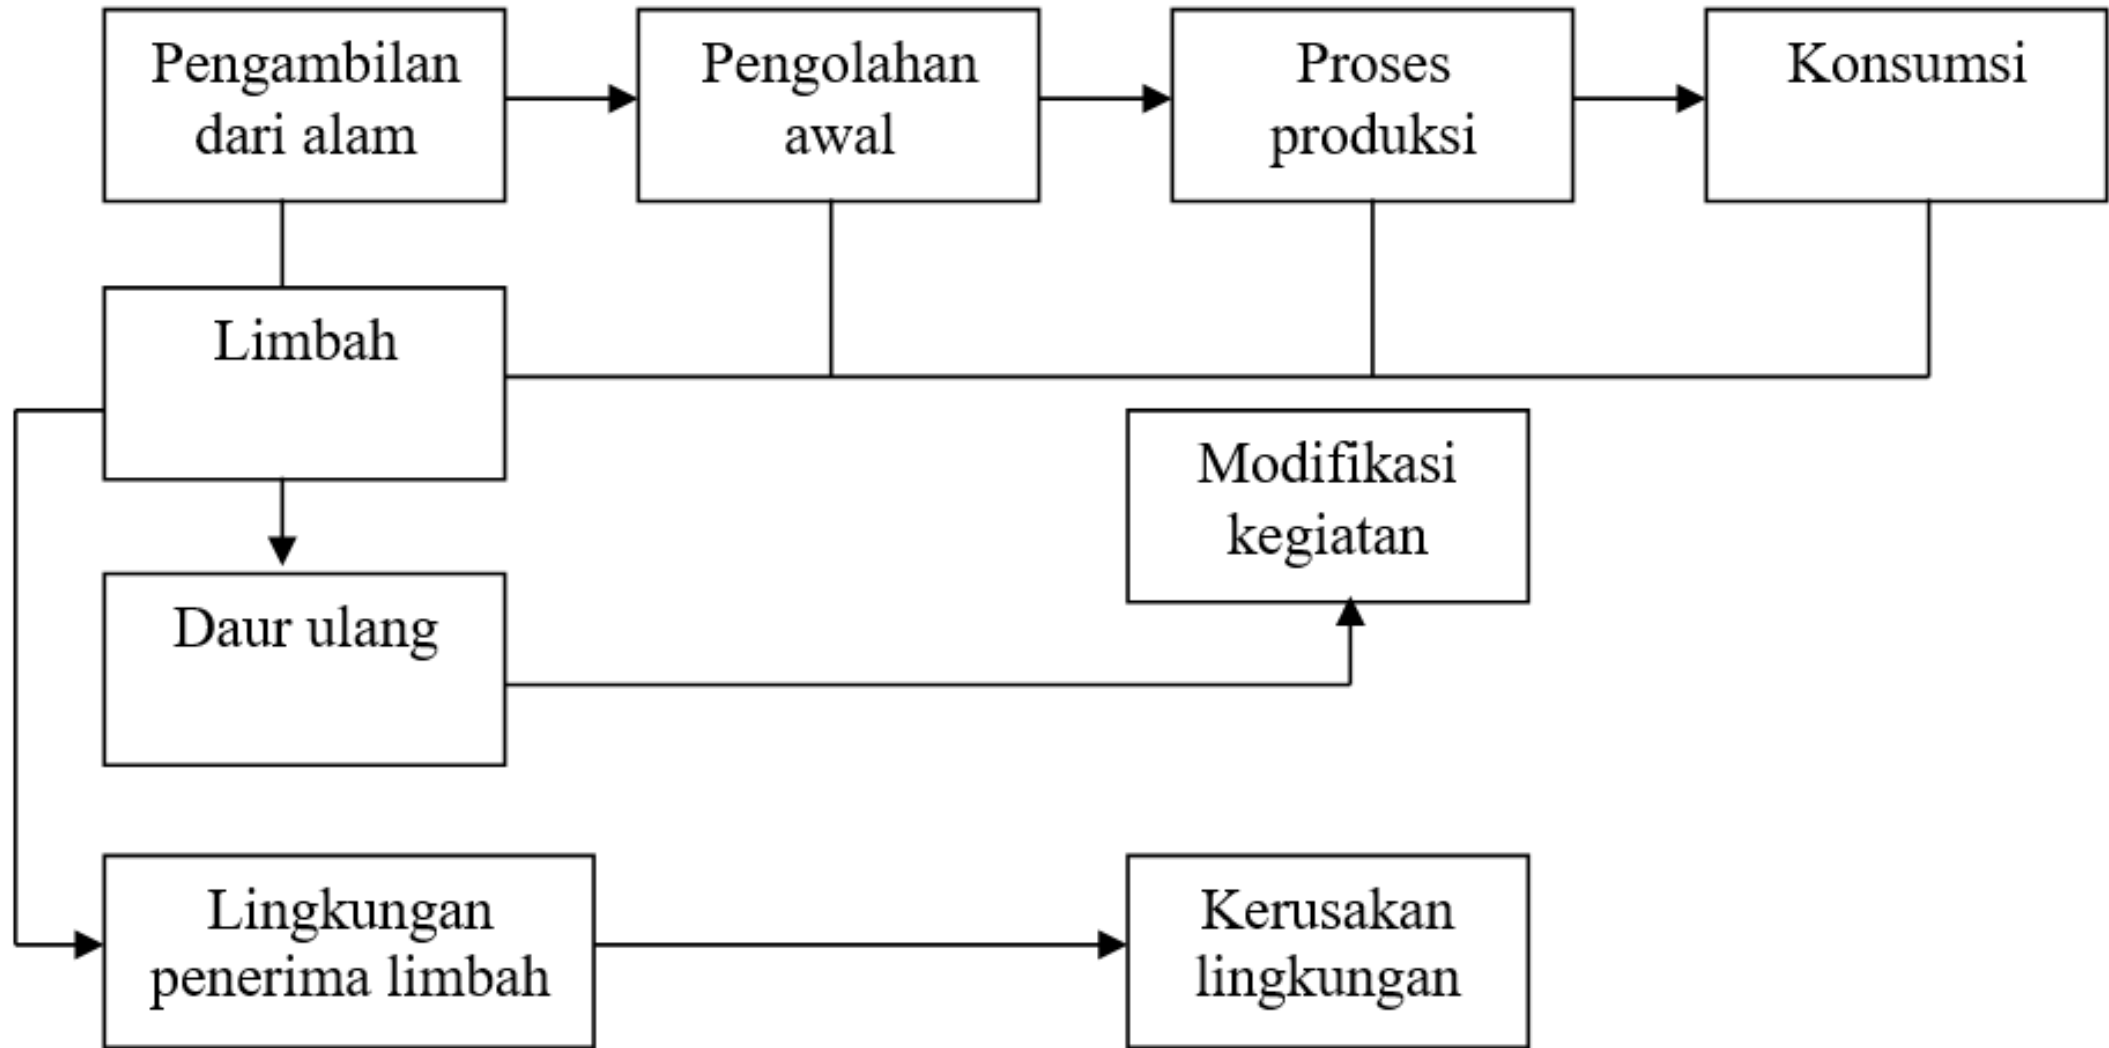 Pengambilan
dari alam
Pengolahan
awal
Proses
produksi
Konsumsi
Limbah
Modifikasi
kegiatan
Daur ulang
Lingkungan
penerima limbah
Kerusakan
lingkungan